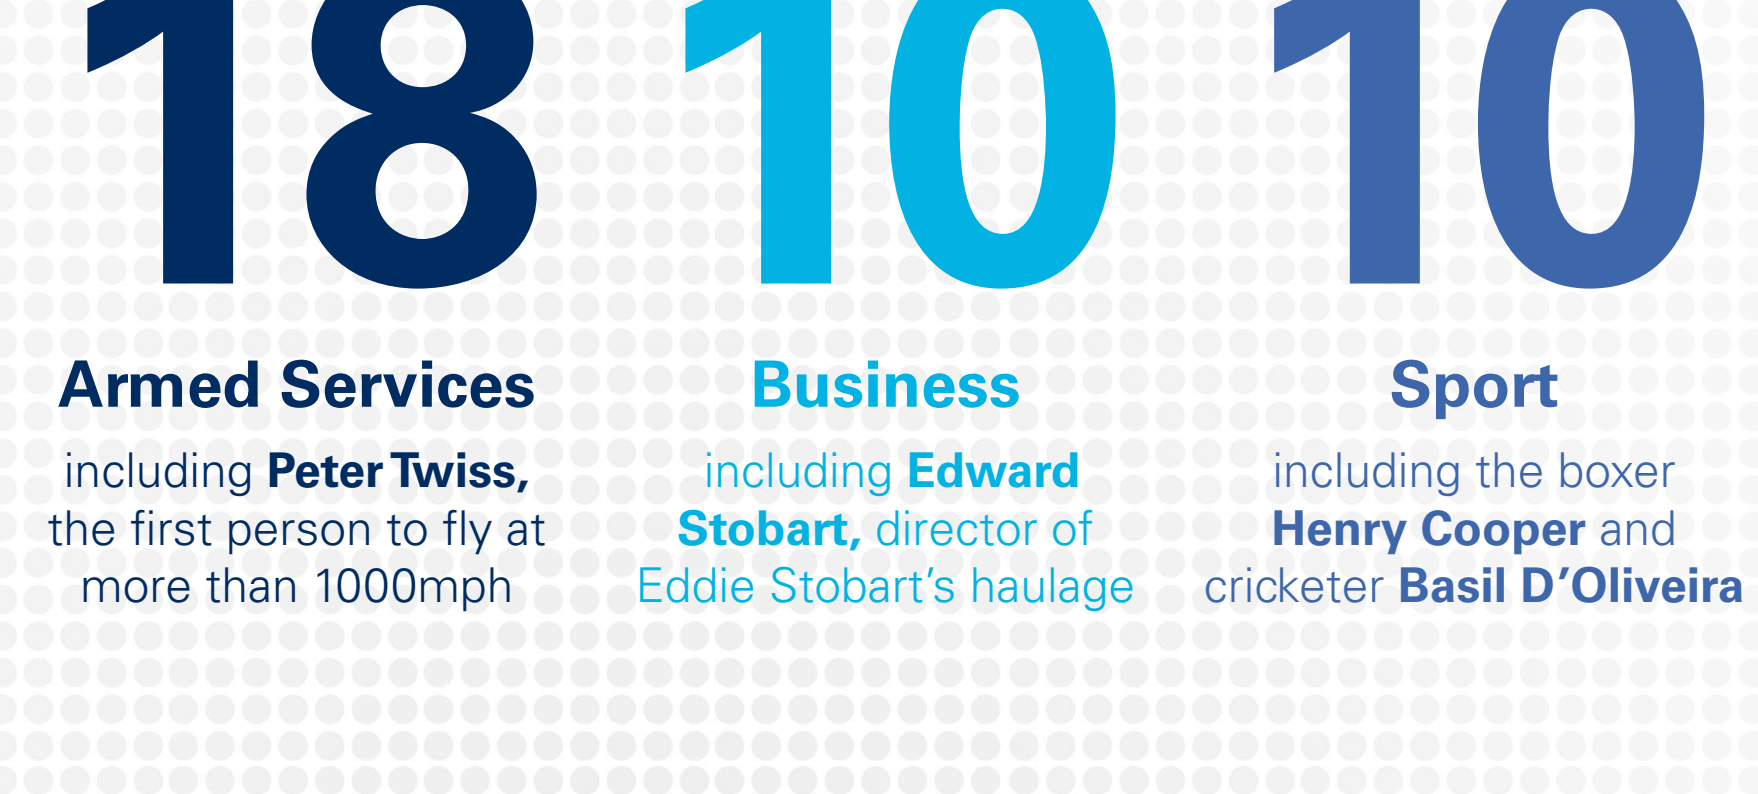 18
Armed Services
including Peter Twiss,
the first person to fly at
more than 1000mph
10
Business
including Edward
Stobart, director of
Eddie Stobart’s haulage
10
Sport
including the boxer
Henry Cooper and
cricketer Basil D’Oliveira